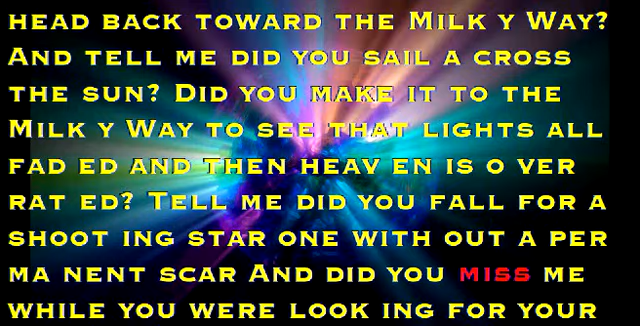 HEAD BACK TOWARD THE MILK Y WAY?
AND TELL ME DID YOU SAIL A CROSS
THE SUN? DID YOU MAKE IT TO THE
MILK Y WAY TO SEE THAT LIGHTS ALL
FAD ED AND THEN HEAV EN IS O VER
RAT ED? TELL ME DID YOU FALL FOR A
SHOOT ING STAR ONE WITH OUT A PER
MA NENT SCAR AND DID YOU MISS ME
WHILE YOU WERE LOOK ING FOR YOUR